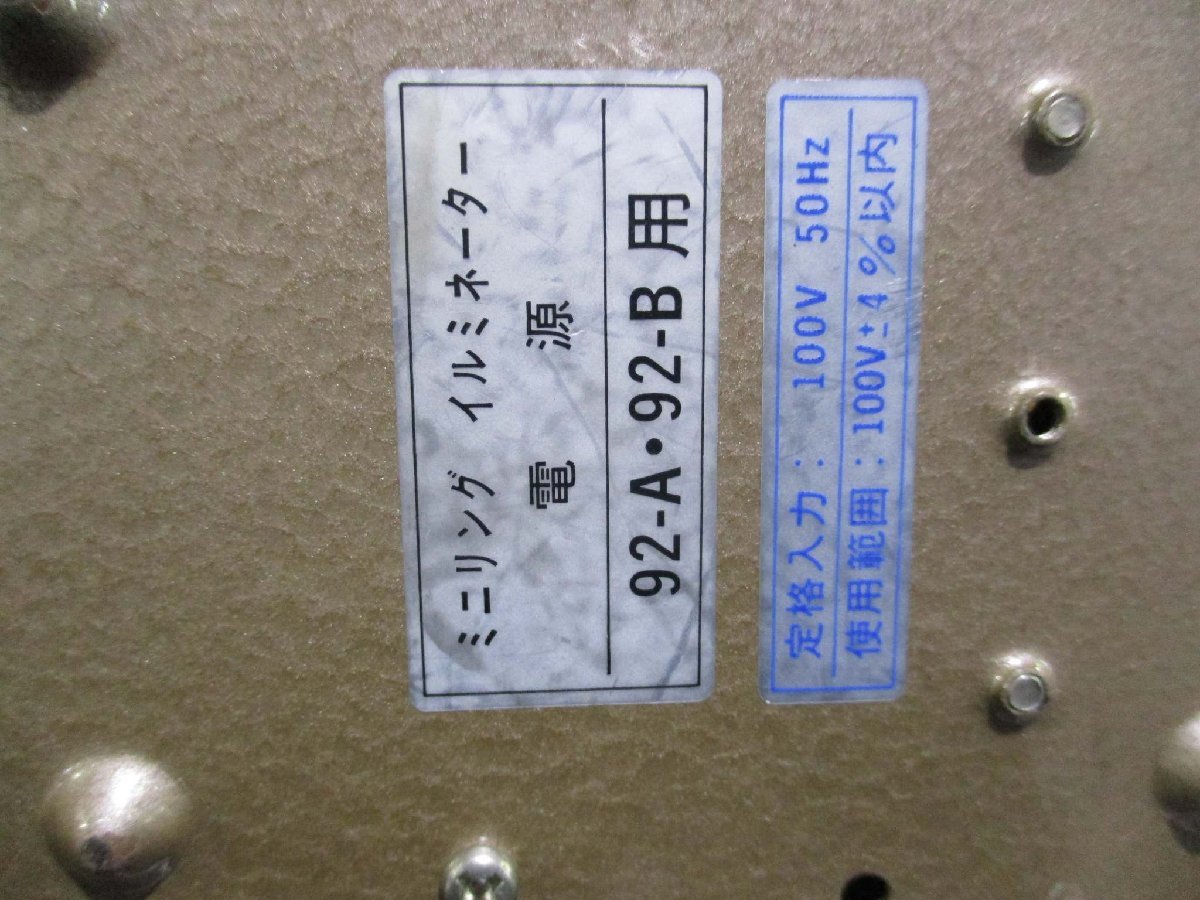 ミニリング イルミネーター
電 源
92-A・92-B用
定格入力: 100V 50Hz
使用範囲: 100V±4%以内